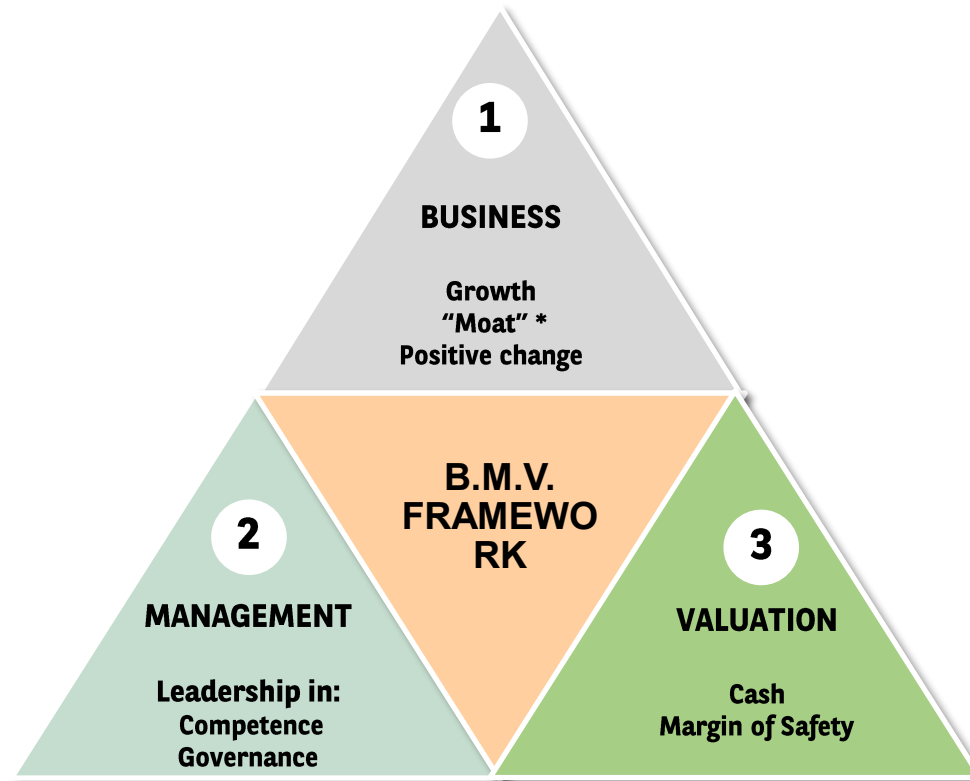 1
BUSINESS
Growth
“Moat” *
Positive change
B.M.V.
FRAMEWO
RK
2
MANAGEMENT
Leadership in:
Competence
Governance
3
VALUATION
Cash
Margin of Safety